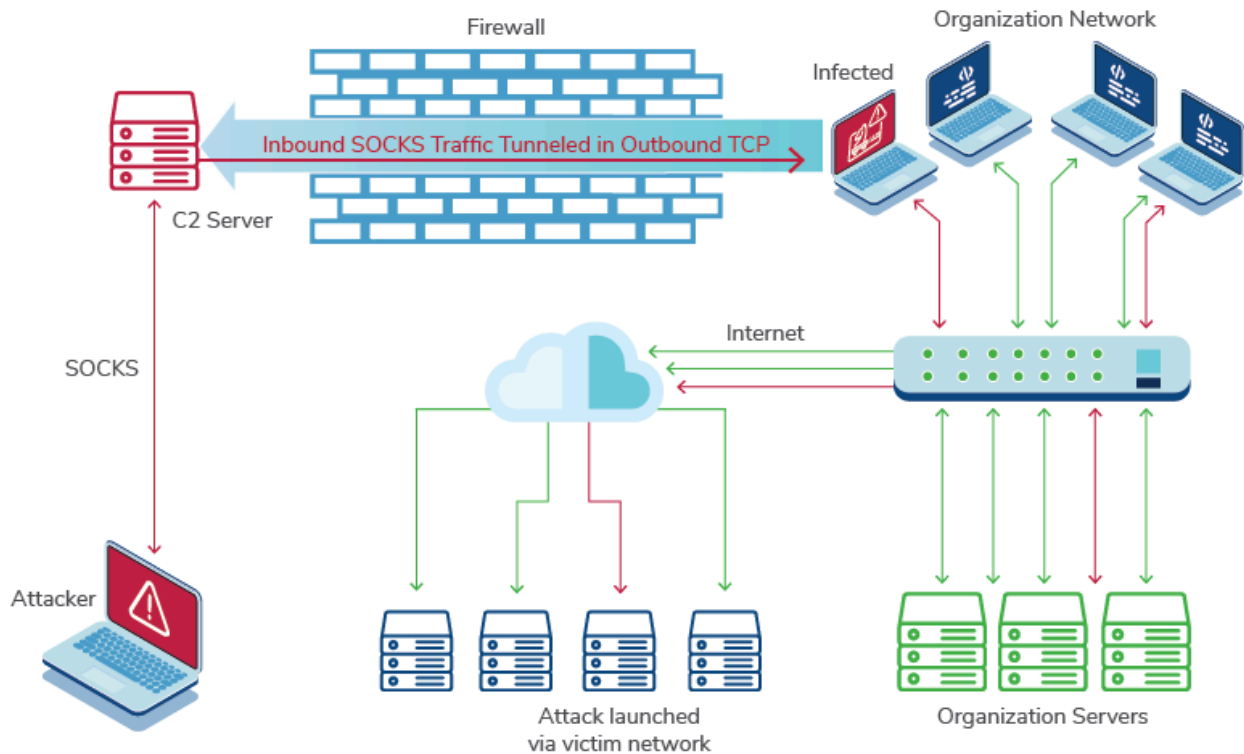 Firewall
Organization Network
Infected
Inbound SOCKS Traffic Tunneled in Outbound TCP
C2 Server
Internet
SOCKS
Attacker
Attack launched
via victim network
Organization Servers